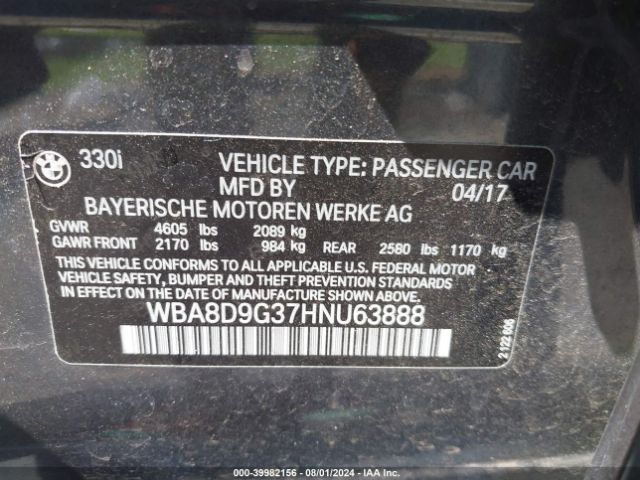 330i
VEHICLE TYPE: PASSENGER CAR
MFD BY 04/17
BAYERISCHE MOTOREN WERKE AG
GVWR 4605 lbs 2089 kg
GAWR FRONT 2170 lbs 984 kg REAR 2580 lbs 1170 kg
THIS VEHICLE CONFORMS TO ALL APPLICABLE U.S. FEDERAL MOTOR
VEHICLE SAFETY, BUMPER AND THEFT PREVENTION STANDARDS
IN EFFECT ON THE DATE OF MANUFACTURE SHOWN ABOVE.
WBA8D9G37HNU63888
2 122 606
000-39982156 - 08/01/2024 - IAA Inc.